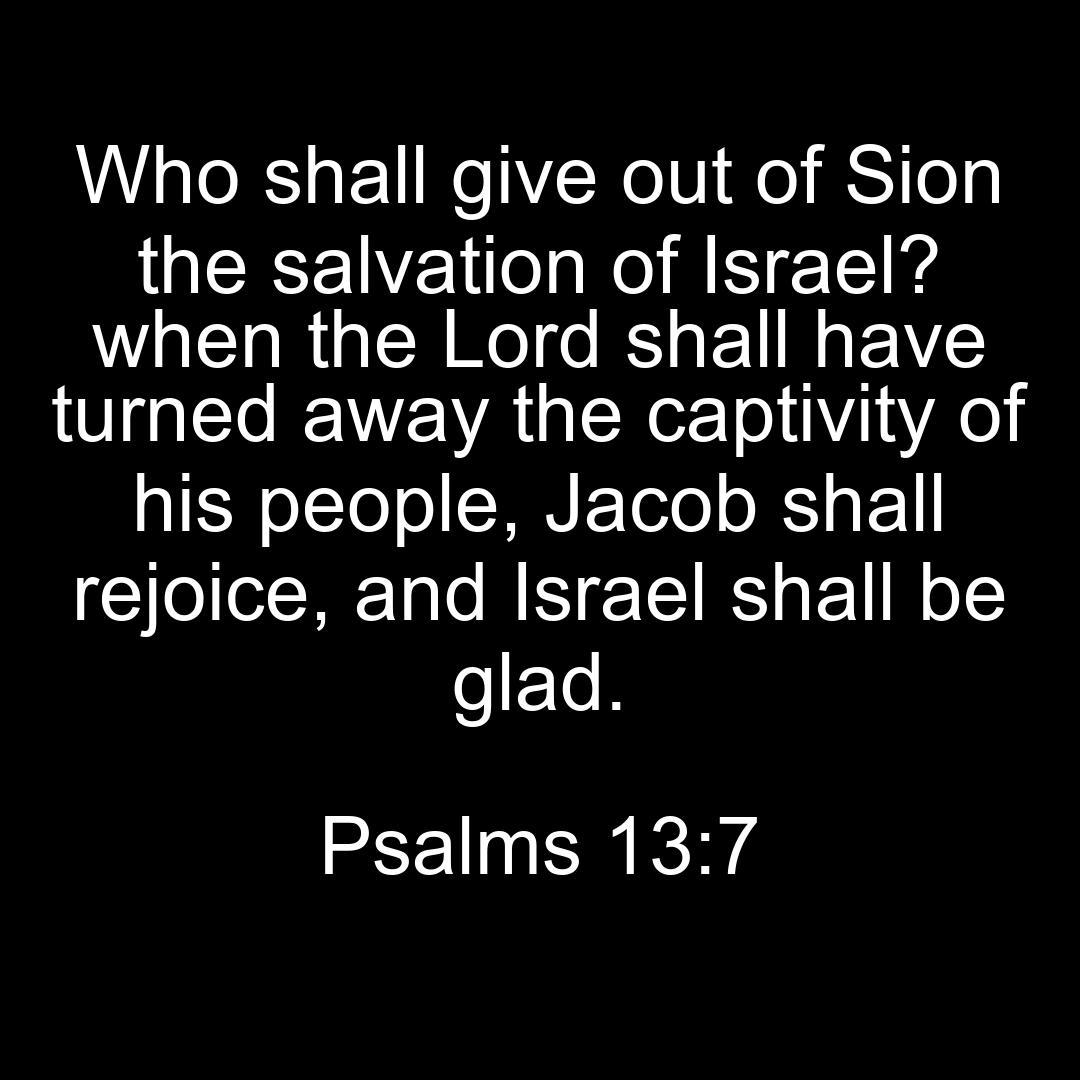 Who shall give out of Sion
the salvation of Israel?
when the Lord shall have
turned away the captivity of
his people, Jacob shall
rejoice, and Israel shall be
glad.
Psalms 13:7